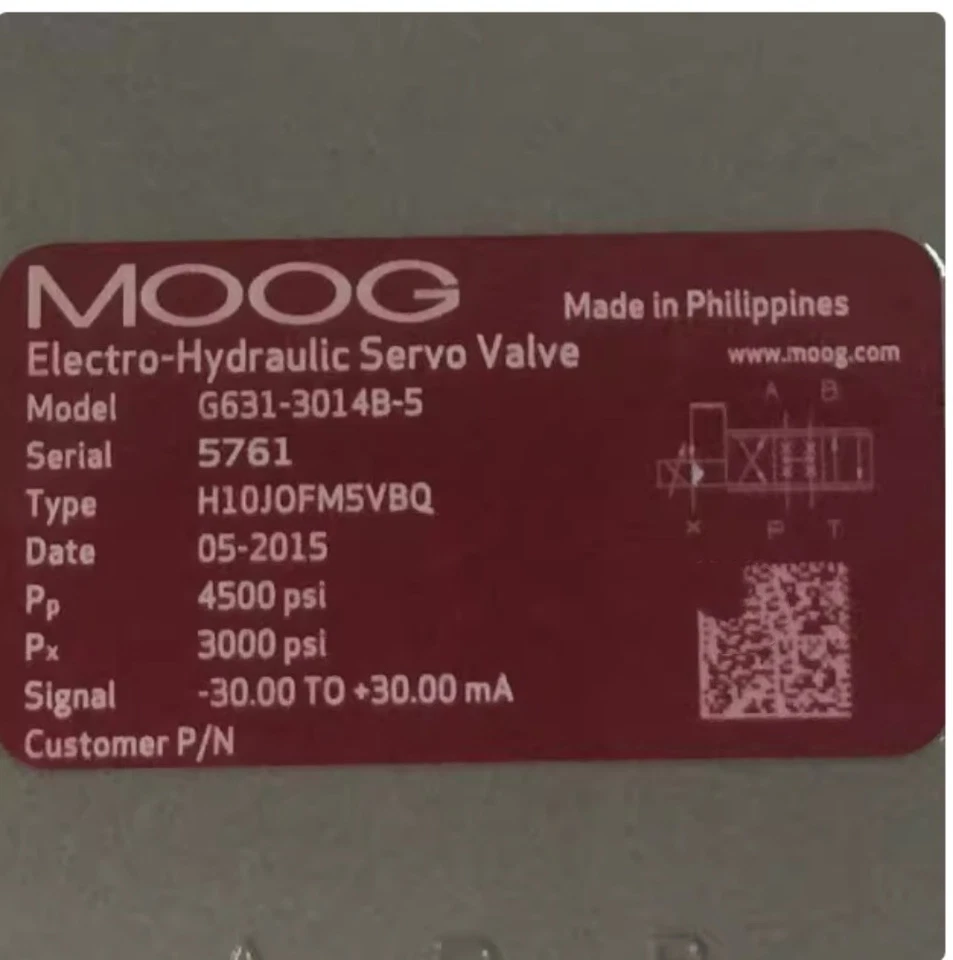 MOOG
Made in Philippines
Electro-Hydraulic Servo Valve
www.moog.com
Model G631-3014B-5
Serial 5761
Type H10JOFM5VBQ
Date 05-2015
Pp 4500 psi
Px 3000 psi
Signal -30.00 TO +30.00 mA
Customer P/N
A B
X P T